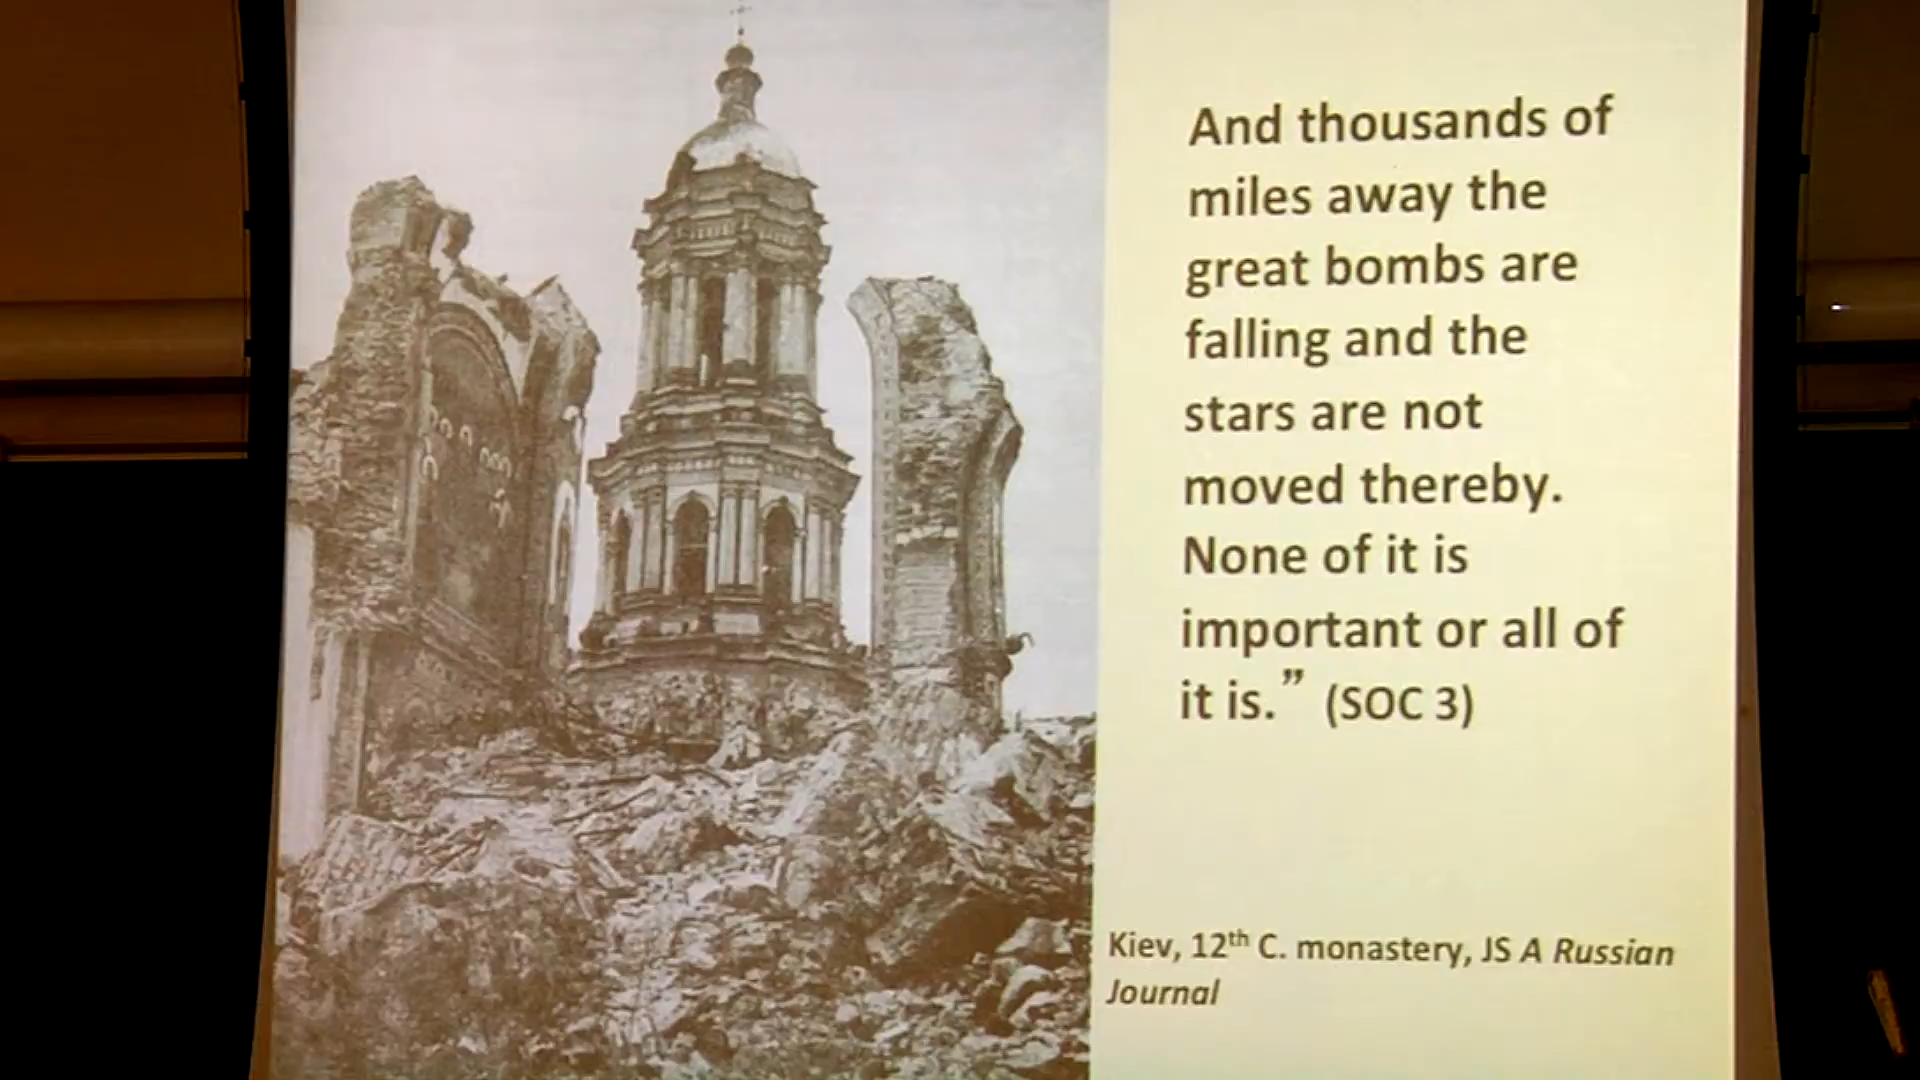 And thousands of
miles away the
great bombs are
falling and the
stars are not
moved thereby.
None of it is
important or all of
it is.” (SOC 3)
Kiev, 12th C. monastery, JS A Russian
Journal